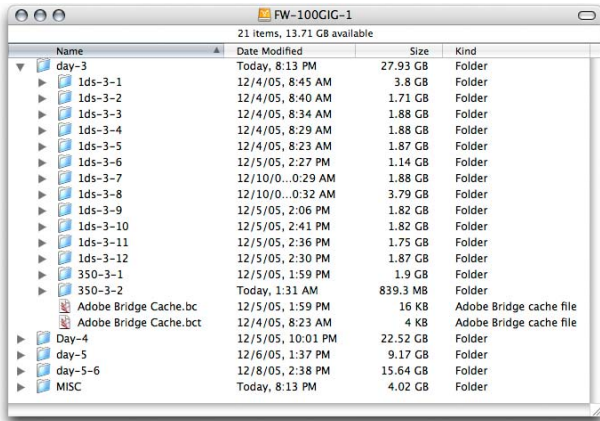 FW-100GIG-1
21 items, 13.71 GB available
Name Date Modified Size Kind
day-3 Today, 8:13 PM 27.93 GB Folder
1ds-3-1 12/4/05, 8:45 AM 3.8 GB Folder
1ds-3-2 12/4/05, 8:40 AM 1.71 GB Folder
1ds-3-3 12/4/05, 8:34 AM 1.88 GB Folder
1ds-3-4 12/4/05, 8:29 AM 1.88 GB Folder
1ds-3-5 12/4/05, 8:23 AM 1.87 GB Folder
1ds-3-6 12/5/05, 2:27 PM 1.14 GB Folder
1ds-3-7 12/10/0...0:29 AM 1.88 GB Folder
1ds-3-8 12/10/0...0:32 AM 3.79 GB Folder
1ds-3-9 12/5/05, 2:06 PM 1.82 GB Folder
1ds-3-10 12/5/05, 2:41 PM 1.82 GB Folder
1ds-3-11 12/5/05, 2:36 PM 1.75 GB Folder
1ds-3-12 12/5/05, 2:30 PM 1.87 GB Folder
350-3-1 12/5/05, 1:59 PM 1.9 GB Folder
350-3-2 Today, 1:31 AM 839.3 MB Folder
Adobe Bridge Cache.bc 12/5/05, 1:59 PM 16 KB Adobe Bridge cache file
Adobe Bridge Cache.bct 12/4/05, 8:23 AM 4 KB Adobe Bridge cache file
Day-4 12/5/05, 10:01 PM 22.52 GB Folder
day-5 12/6/05, 1:37 PM 9.17 GB Folder
day-5-6 12/8/05, 2:38 PM 15.64 GB Folder
MISC Today, 8:13 PM 4.02 GB Folder